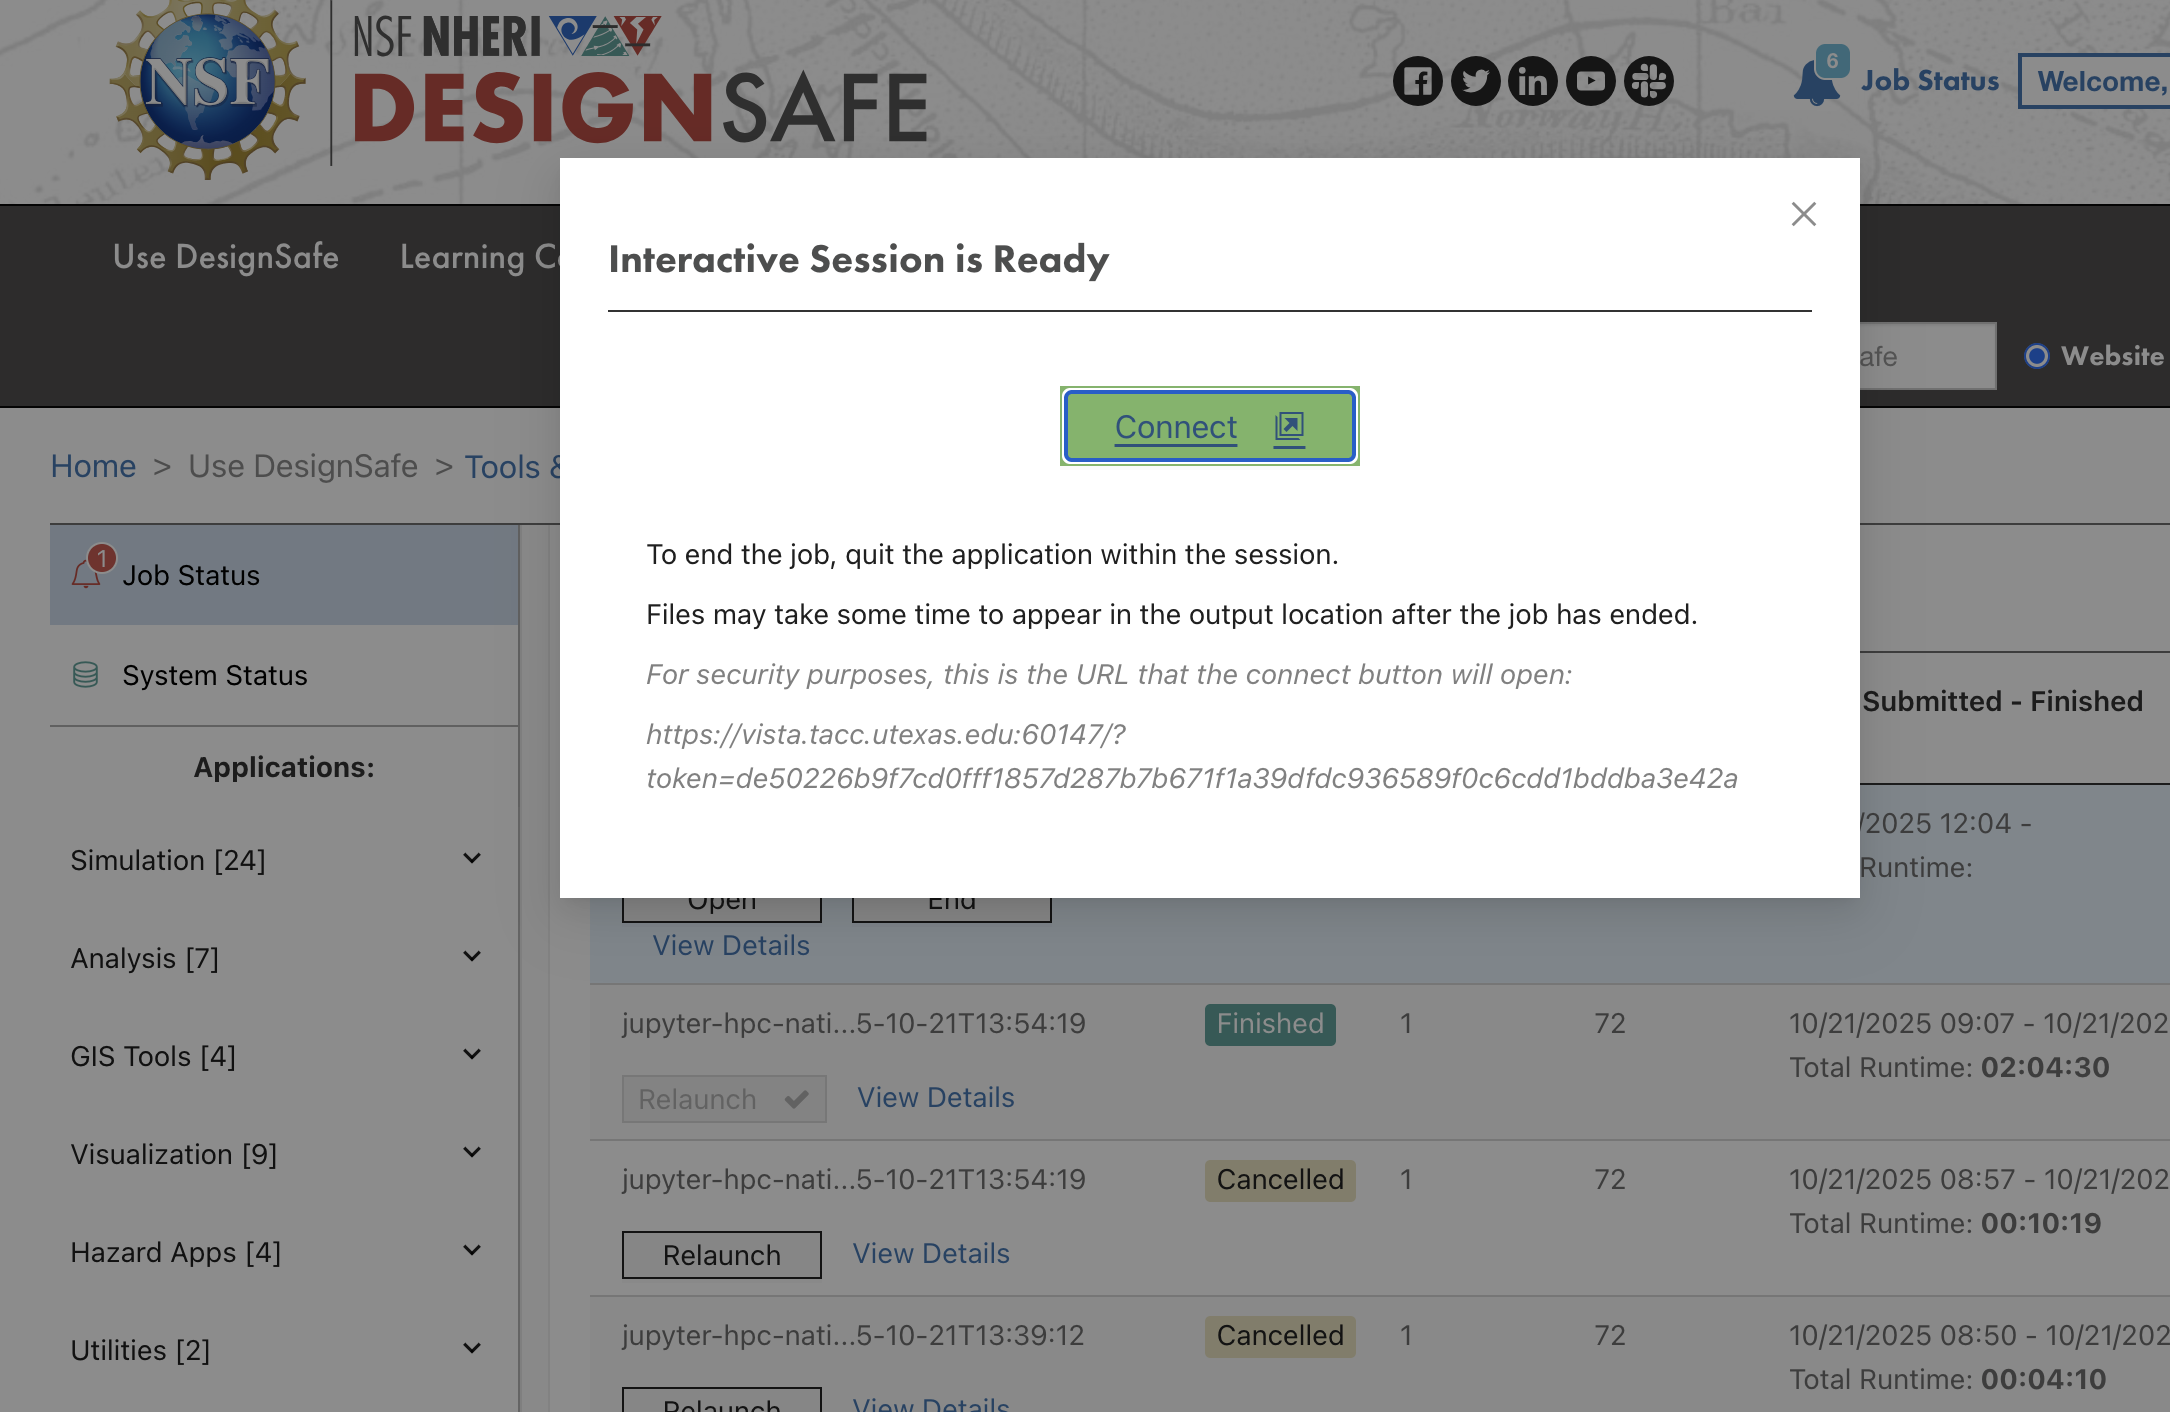 NSF NHERI
DESIGNSAFE
NSF
6
Job Status
Welcome,
Use DesignSafe
Learning
Website
Home > Use DesignSafe > Tools &
Interactive Session is Ready
Connect
To end the job, quit the application within the session.
Files may take some time to appear in the output location after the job has ended.
For security purposes, this is the URL that the connect button will open:
https://vista.tacc.utexas.edu:60147/?
token=de50226b9f7cd0fff1857d287b7b671f1a39dfdc936589f0c6cdd1bddba3e42a
1
Job Status
System Status
Applications:
Simulation [24]
Analysis [7]
GIS Tools [4]
Visualization [9]
Hazard Apps [4]
Utilities [2]
Submitted - Finished
/2025 12:04 -
Runtime:
Open
End
View Details
jupyter-hpc-nati...5-10-21T13:54:19
Finished
1
72
10/21/2025 09:07 - 10/21/202
Total Runtime: 02:04:30
Relaunch
View Details
jupyter-hpc-nati...5-10-21T13:54:19
Cancelled
1
72
10/21/2025 08:57 - 10/21/202
Total Runtime: 00:10:19
Relaunch
View Details
jupyter-hpc-nati...5-10-21T13:39:12
Cancelled
1
72
10/21/2025 08:50 - 10/21/202
Total Runtime: 00:04:10
Relaunch
View Details